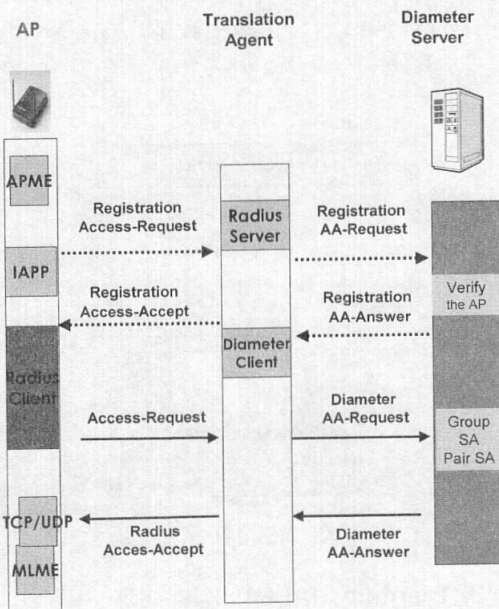 AP
Translation
Agent
Diameter
Server
APME
Registration
Access-Request
Radius
Server
Registration
AA-Request
IAPP
Registration
Access-Accept
Registration
AA-Answer
Verify
the AP
Diameter
Client
Radius
Client
Access-Request
Diameter
AA-Request
Group
SA
Pair SA
TCP/UDP
Radius
Acces-Accept
Diameter
AA-Answer
MLME